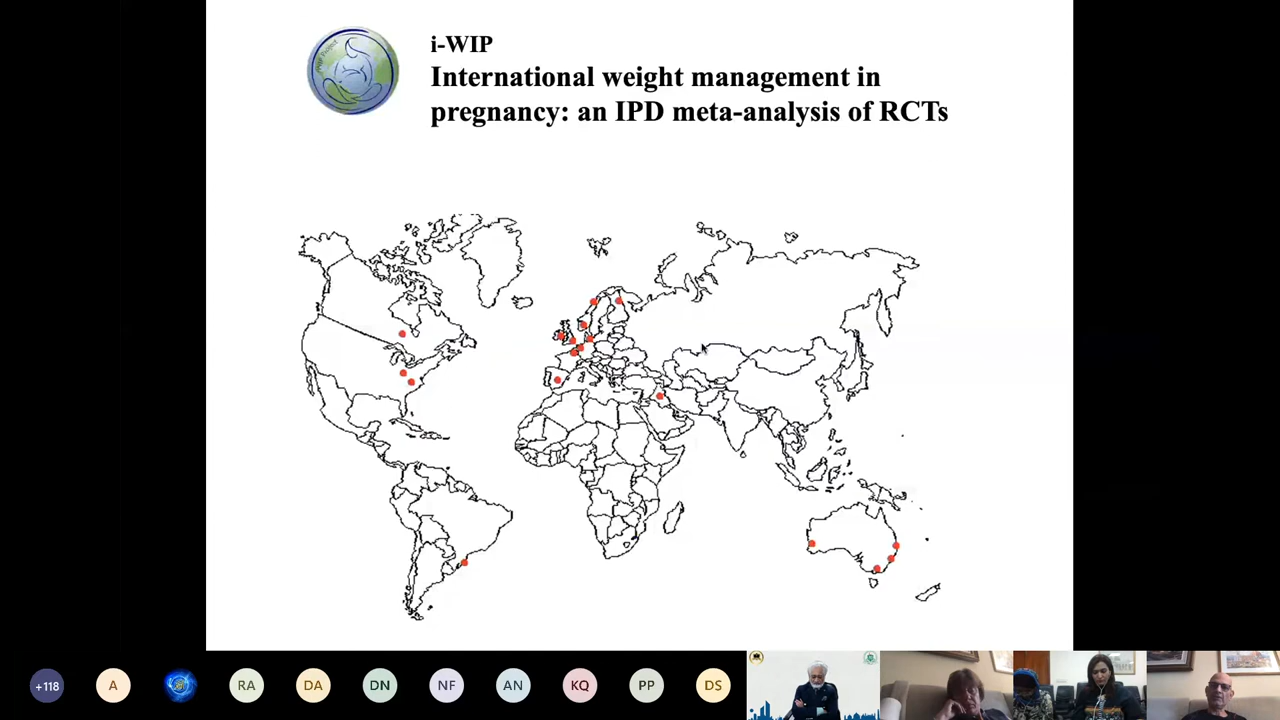 i-WIP
International weight management in
pregnancy: an IPD meta-analysis of RCTs
+118
A
RA
DA
DN
NF
AN
KQ
PP
DS